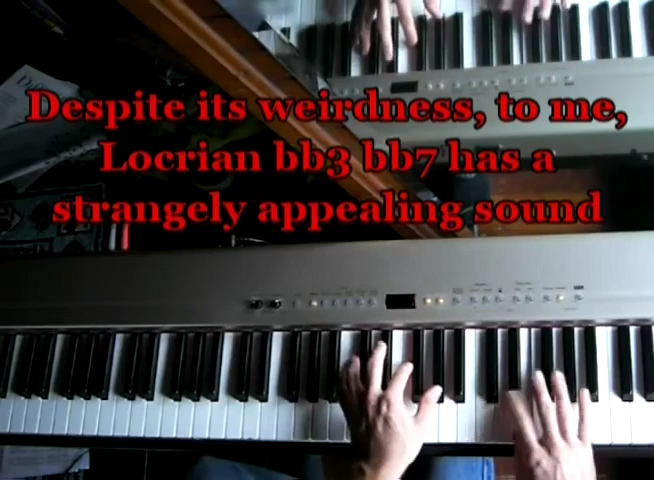 Despite its weirdness, to me,
Locrian bb3 bb7 has a
strangely appealing sound